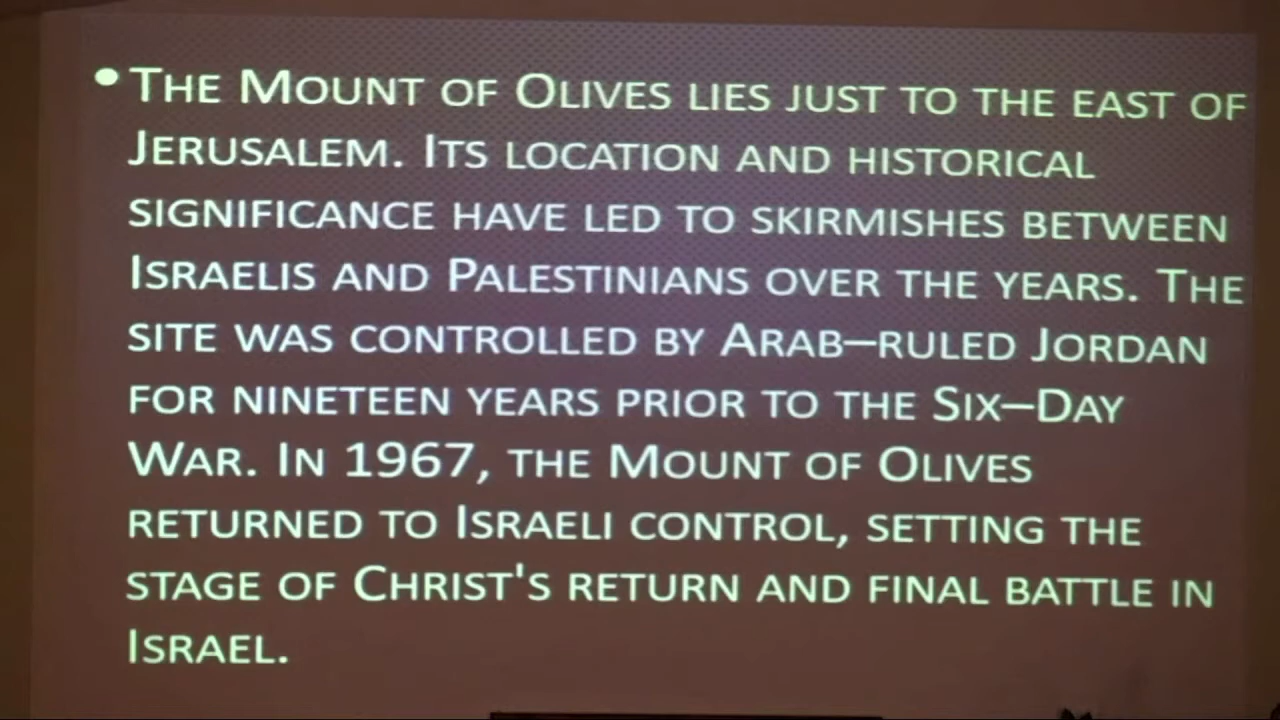 • The Mount of Olives lies just to the east of
Jerusalem. Its location and historical
significance have led to skirmishes between
Israelis and Palestinians over the years. The
site was controlled by Arab–ruled Jordan
for nineteen years prior to the Six–Day
War. In 1967, the Mount of Olives
returned to Israeli control, setting the
stage of Christ's return and final battle in
Israel.